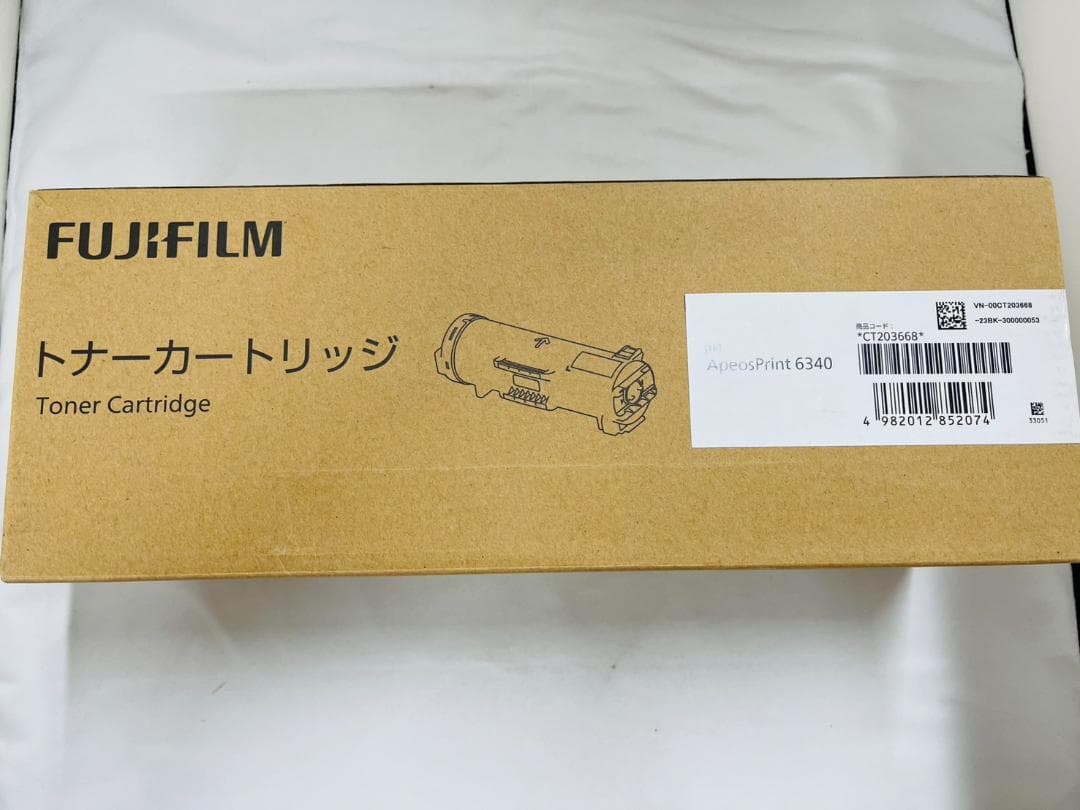 FUJIFILM
トナーカートリッジ
Toner Cartridge
ApeosPrint 6340
VN-00CT203668
-23BK-300000053
商品コード:
*CT203668*
4 982012 852074
53051